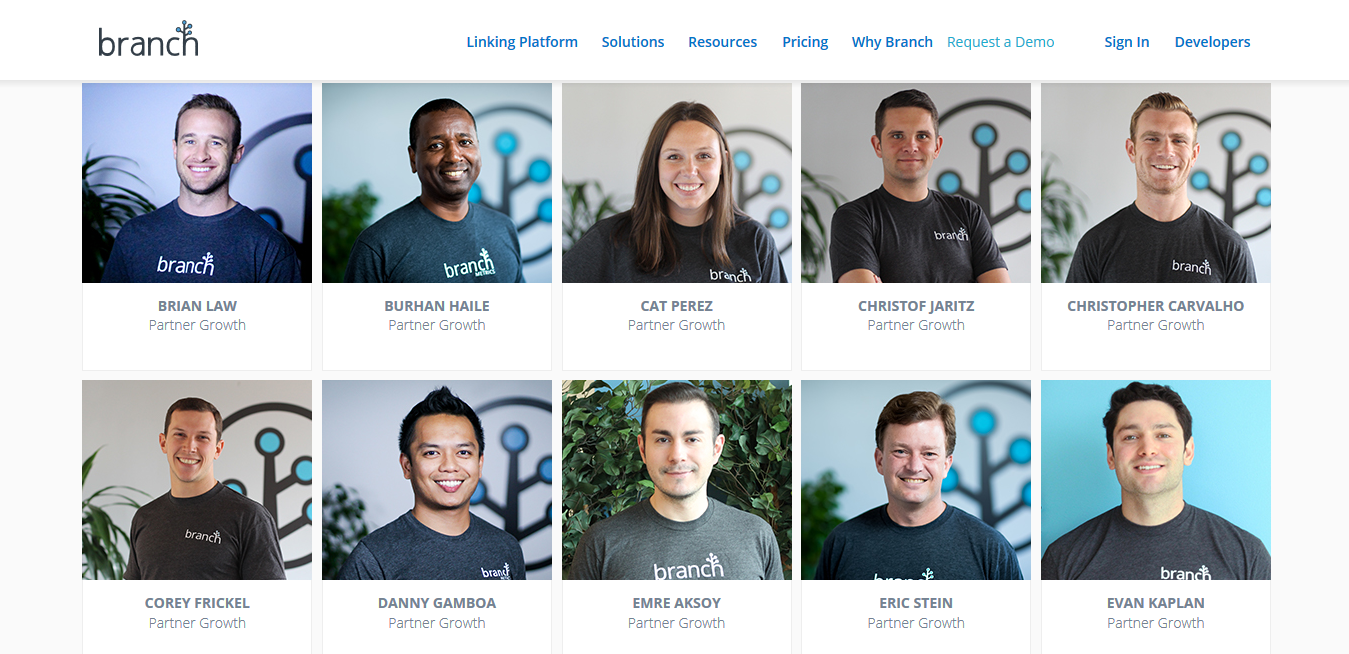 branch
Linking Platform Solutions Resources Pricing Why Branch Request a Demo Sign In Developers
branch
branch METRICS
branch
branch
branch
BRIAN LAW
Partner Growth
BURHAN HAILE
Partner Growth
CAT PEREZ
Partner Growth
CHRISTOF JARITZ
Partner Growth
CHRISTOPHER CARVALHO
Partner Growth
branch
branch
branch
branch
branch
COREY FRICKEL
Partner Growth
DANNY GAMBOA
Partner Growth
EMRE AKSOY
Partner Growth
ERIC STEIN
Partner Growth
EVAN KAPLAN
Partner Growth